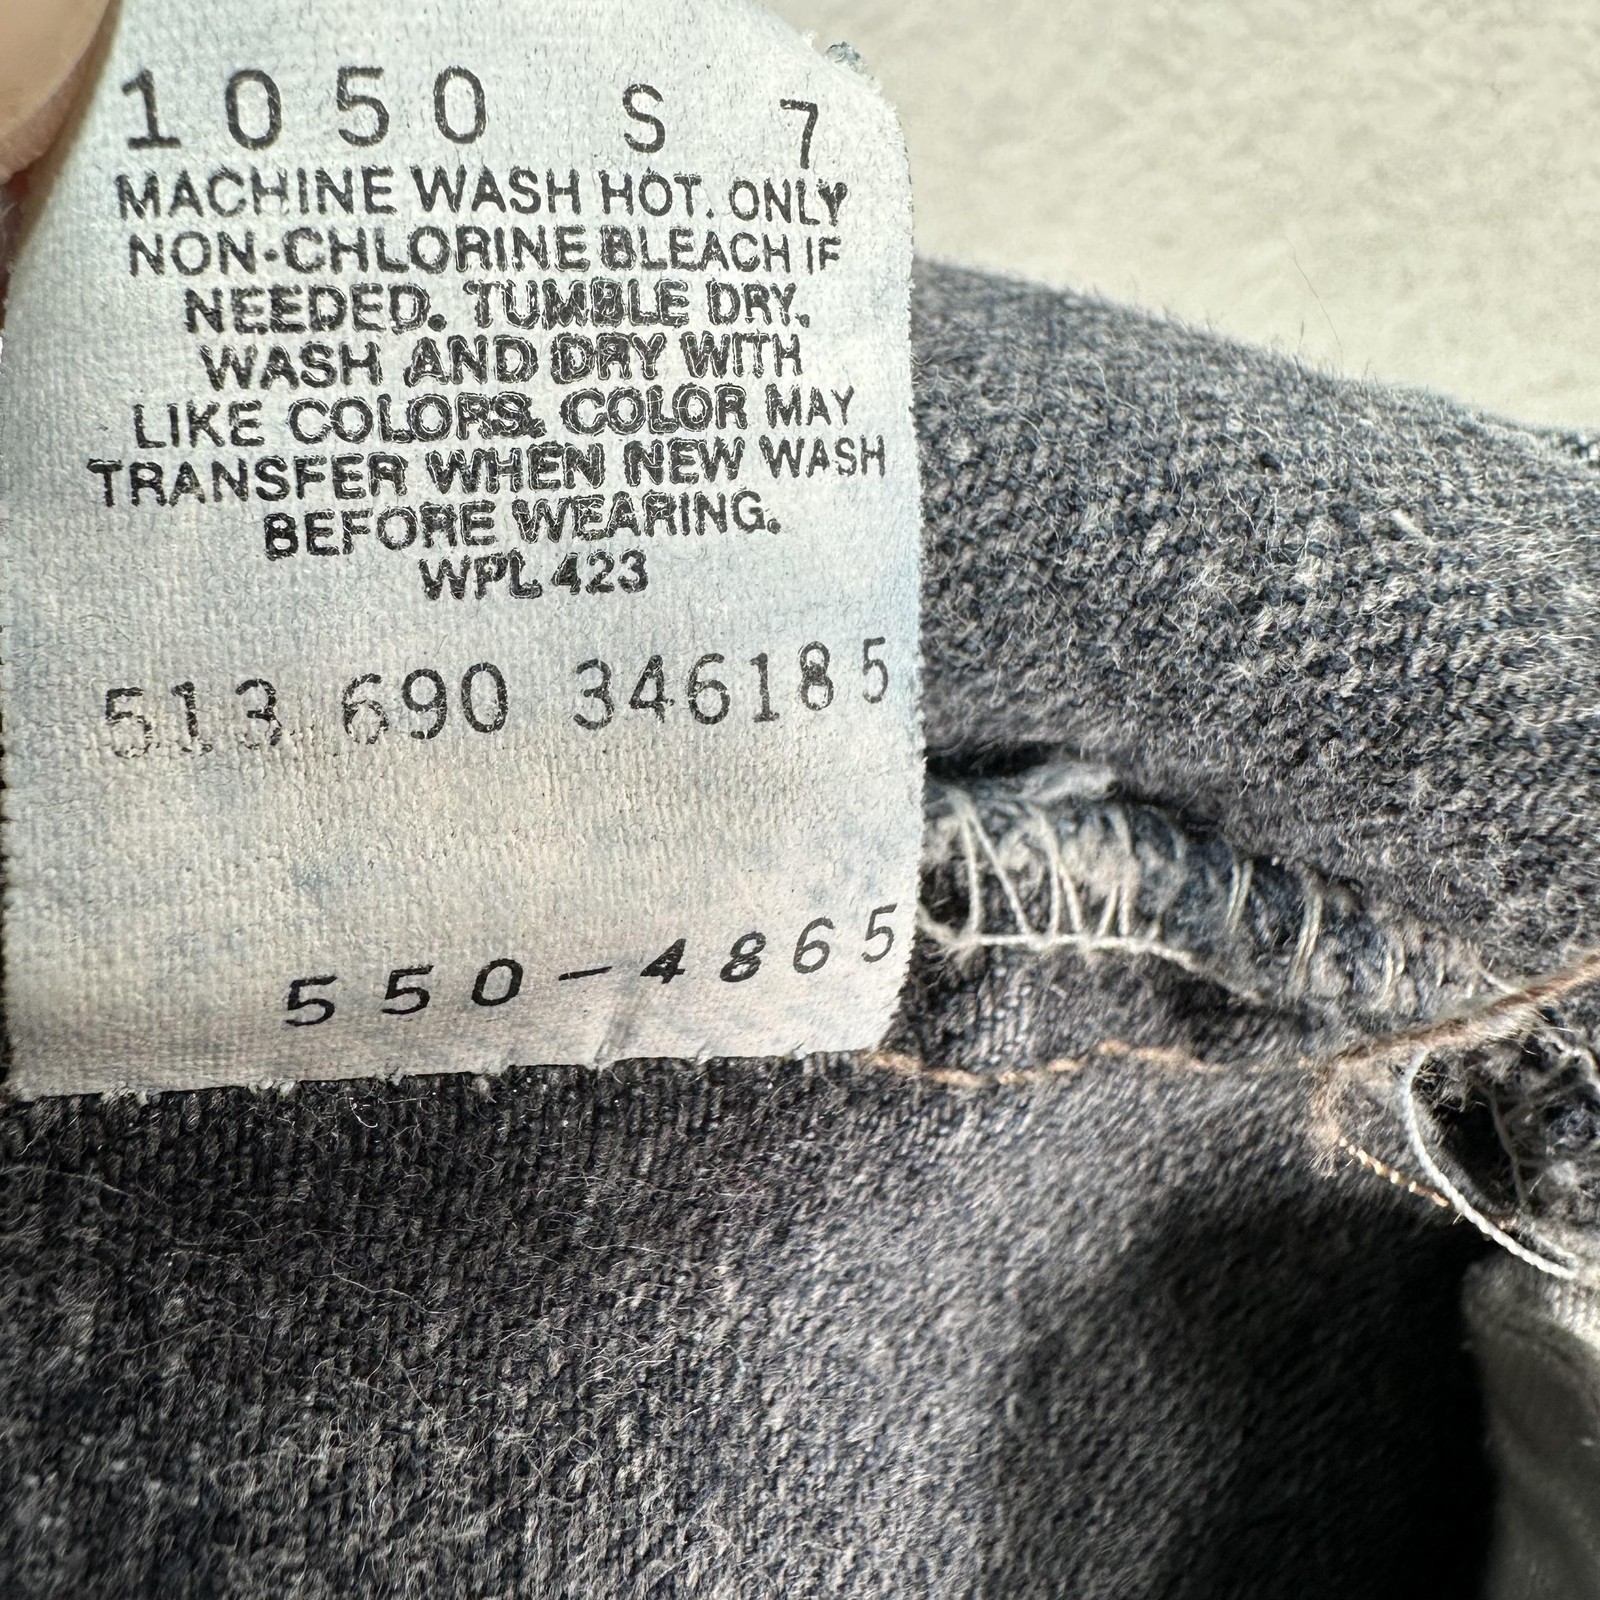 1050 S 7
MACHINE WASH HOT. ONLY
NON-CHLORINE BLEACH IF
NEEDED. TUMBLE DRY.
WASH AND DRY WITH
LIKE COLORS. COLOR MAY
TRANSFER WHEN NEW WASH
BEFORE WEARING.
WPL 423
513 690 346185
550-4865